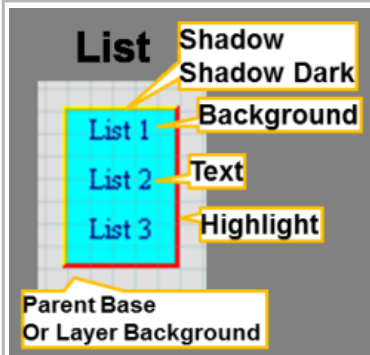 List
Shadow
Shadow Dark
List 1
Background
List 2
Text
List 3
Highlight
Parent Base
Or Layer Background